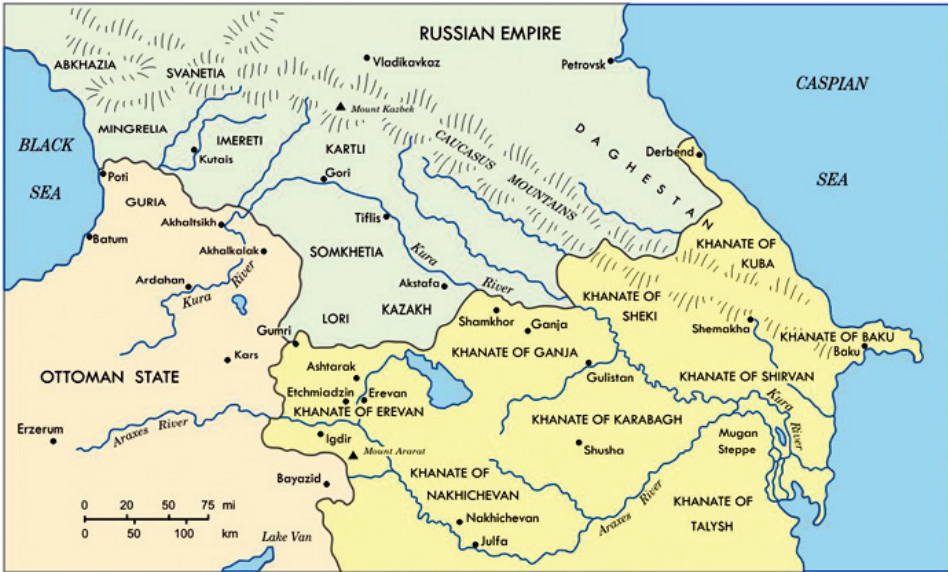 RUSSIAN EMPIRE
Vladikavkaz
Petrovsk
ABKHAZIA
SVANETIA
CASPIAN
SEA
Mount Kazbek
MINGRELIA
IMERETI
Kutais
KARTLI
CAUCASUS
MOUNTAINS
DAGHESTAN
Derbend
BLACK
SEA
Poti
Gori
GURIA
Akhaltsikh
Tiflis
Batum
Akhalkalak
SOMKHETIA
Kura
River
KHANATE OF
KUBA
Ardahan
Kura
River
Akstafa
KHANATE OF
SHEKI
LORI
KAZAKH
Shamkhor
Ganja
Shemakha
Gumri
KHANATE OF BAKU
Baku
Kars
Ashtarak
KHANATE OF GANJA
Gulistan
KHANATE OF SHIRVAN
OTTOMAN STATE
Etchmiadzin
Erevan
KHANATE OF EREVAN
KHANATE OF KARABAGH
Kura
River
Erzerum
Araxes River
Igdir
Mount Ararat
Shusha
Mugan
Steppe
Bayazid
KHANATE OF
NAKHICHEVAN
Araxes
River
KHANATE OF
TALYSH
0 25 50 75 mi
0 50 100 km
Nakhichevan
Julfa
Lake Van